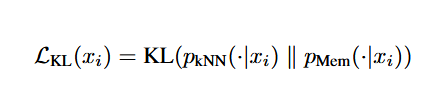 ℒ_KL(x_i) = KL(p_kNN(·|x_i) ∥ p_Mem(·|x_i))